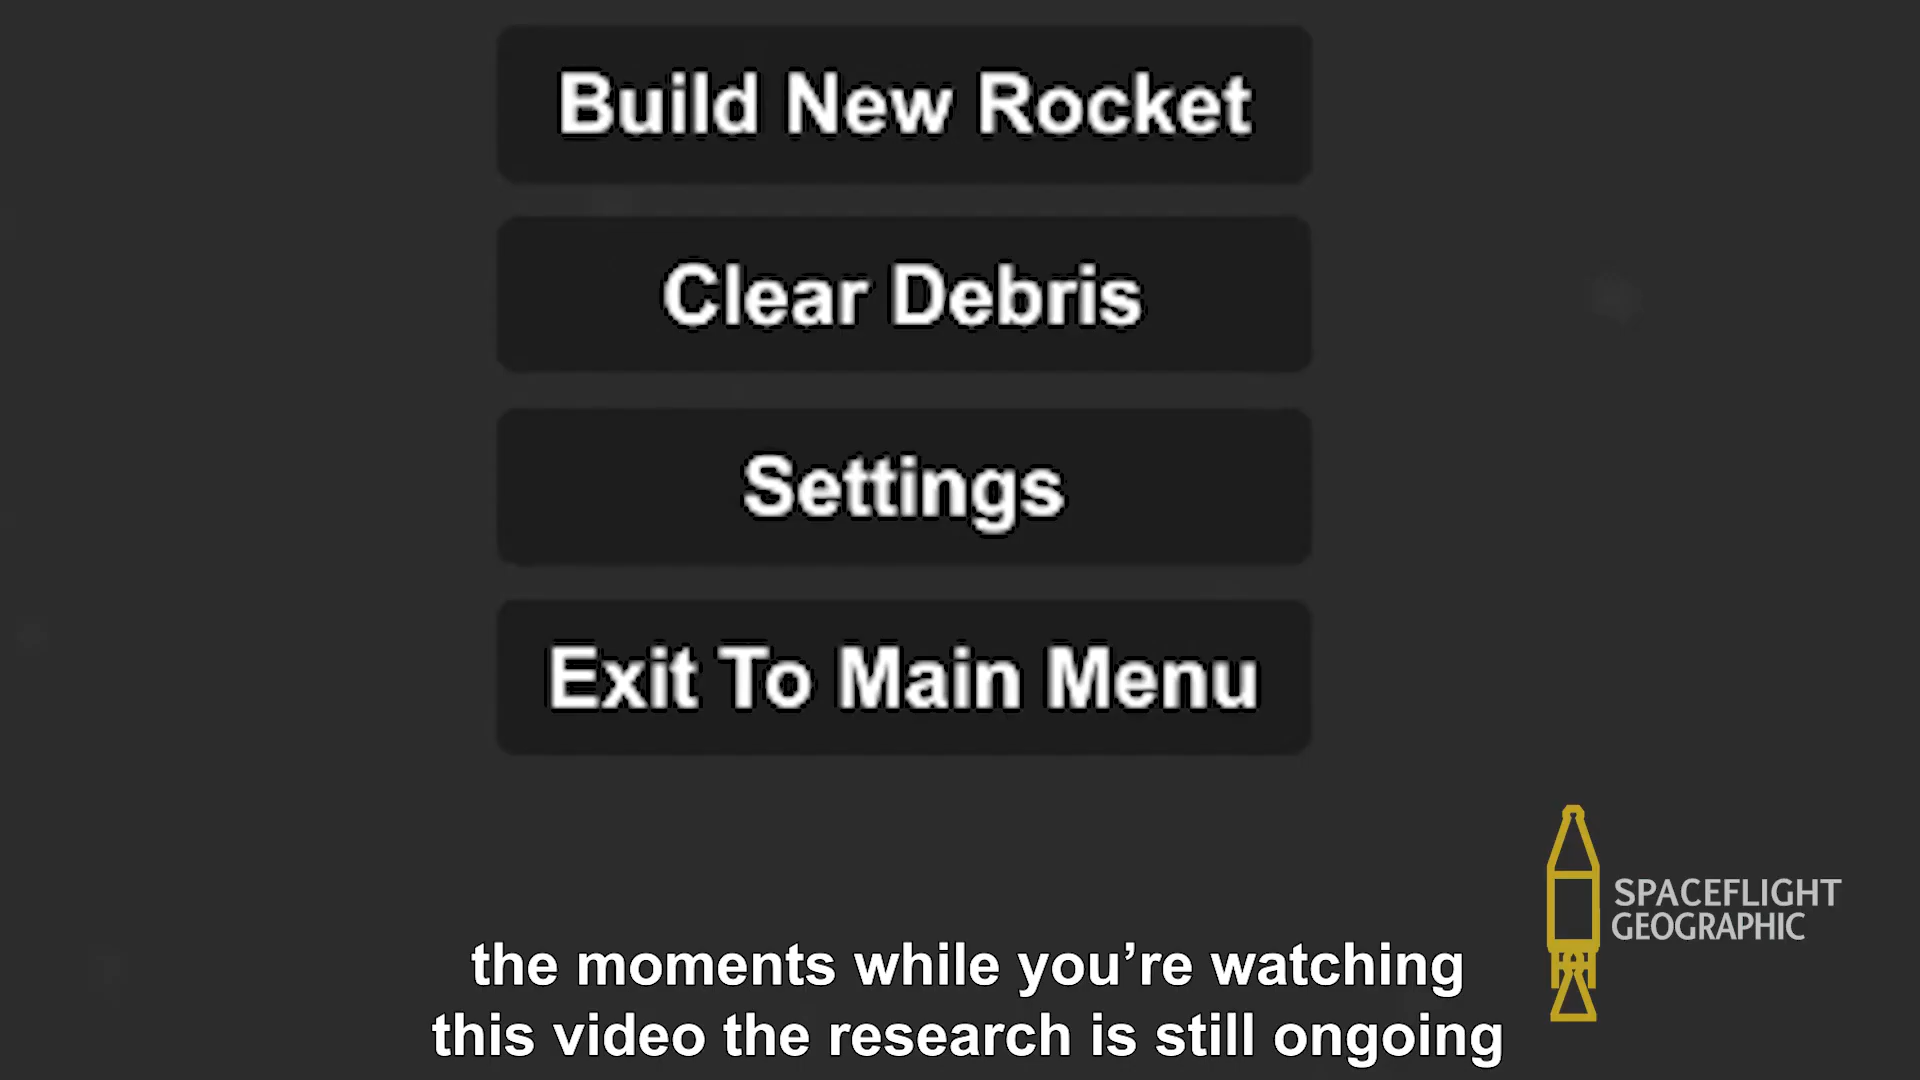 Build New Rocket
Clear Debris
Settings
Exit To Main Menu
SPACEFLIGHT
GEOGRAPHIC
the moments while you’re watching
this video the research is still ongoing